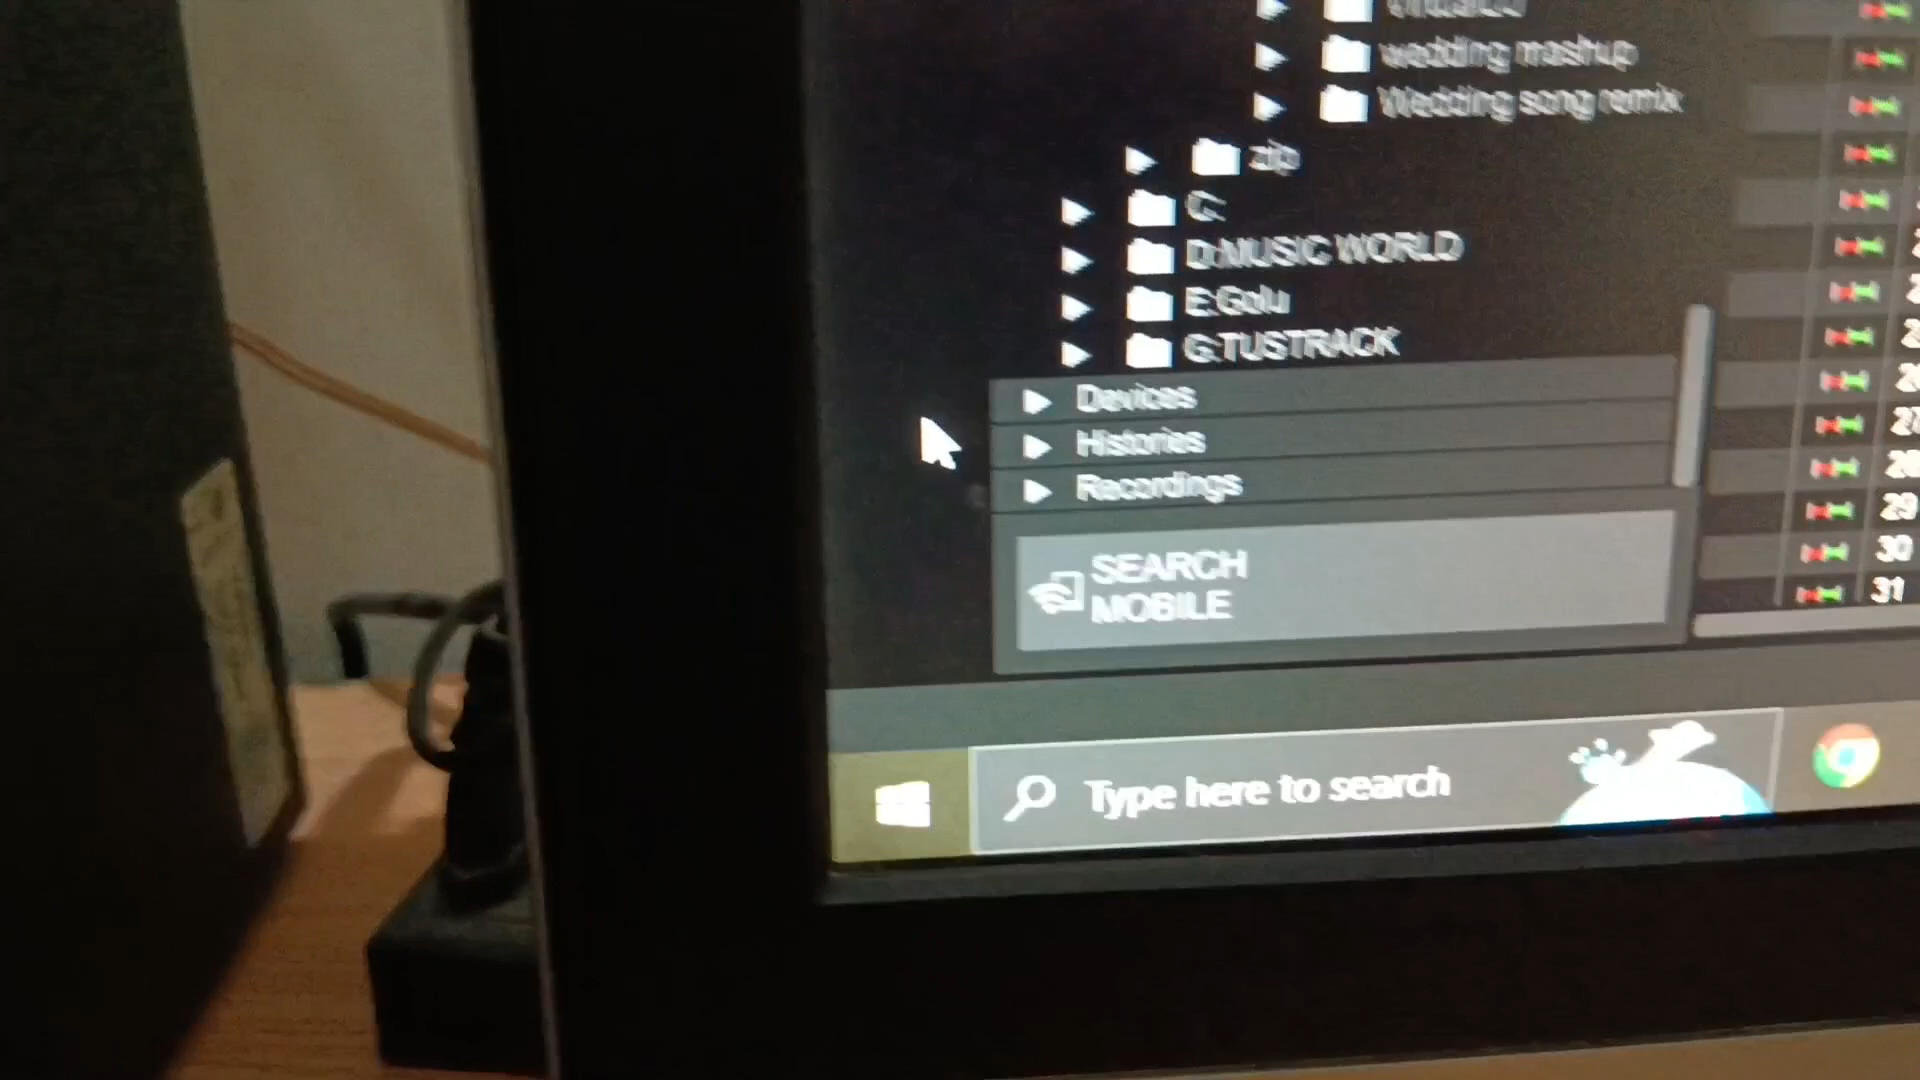 wedding mashup
Wedding song remix
zip
C:
D:MUSIC WORLD
E:Golu
G:TUSTRACK
Devices
Histories
Recordings
SEARCH
MOBILE
27
28
29
30
31
Type here to search